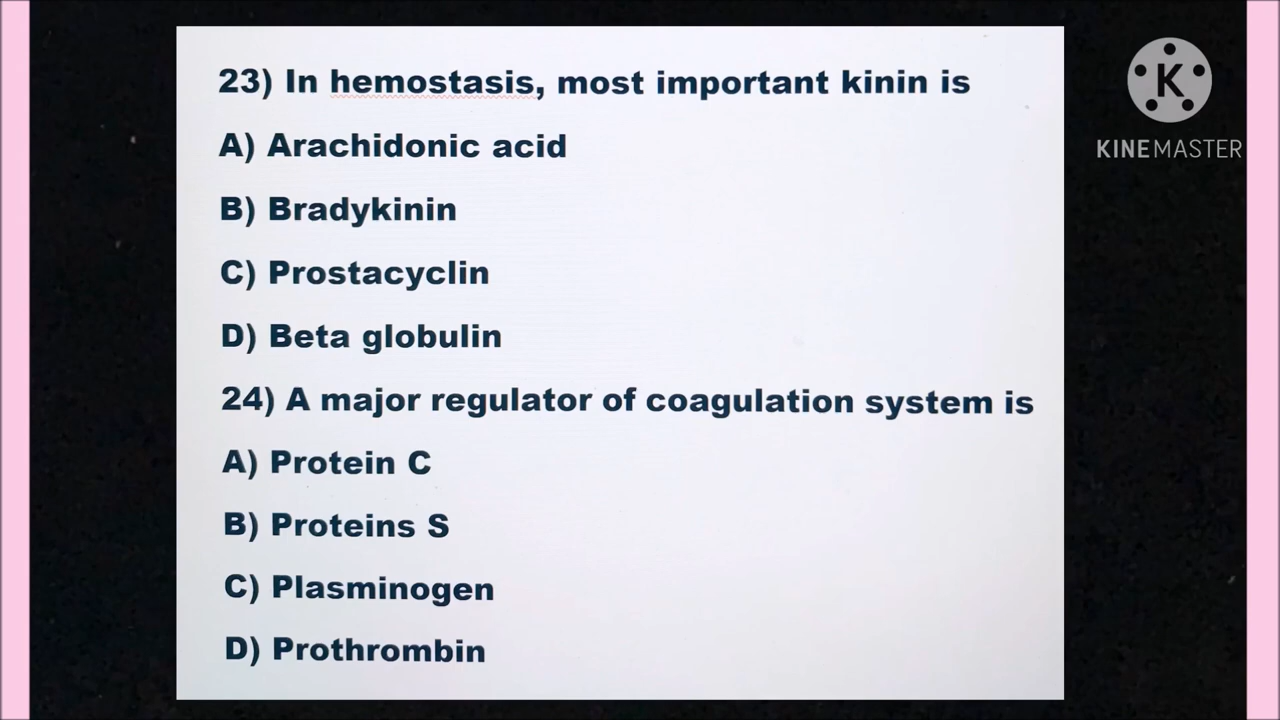 23) In hemostasis, most important kinin is
A) Arachidonic acid
B) Bradykinin
C) Prostacyclin
D) Beta globulin
24) A major regulator of coagulation system is
A) Protein C
B) Proteins S
C) Plasminogen
D) Prothrombin
K
KINEMASTER